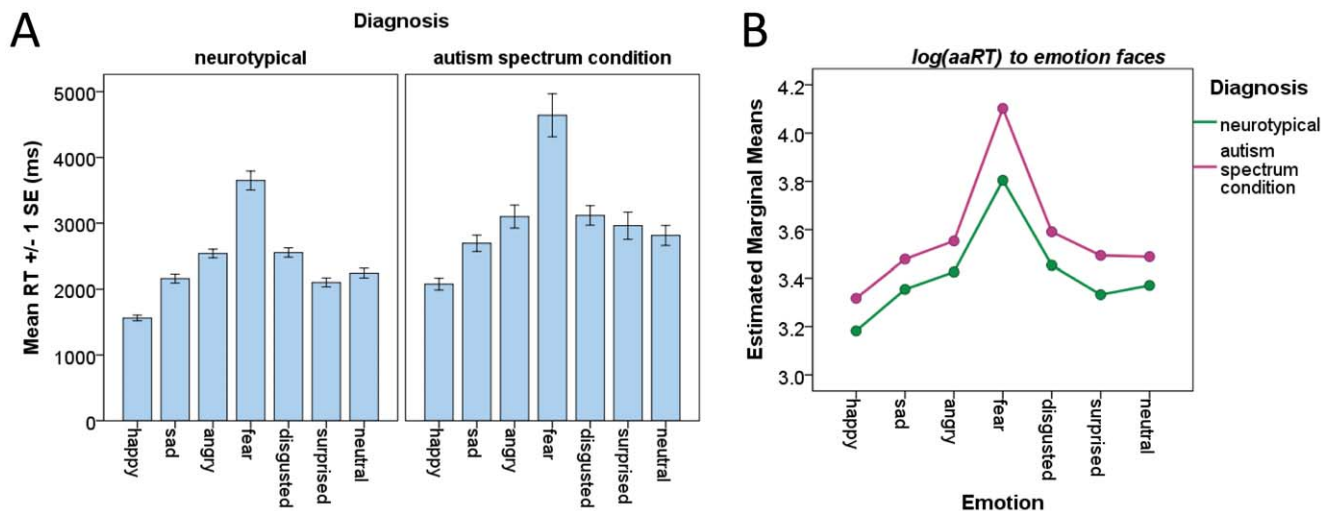 A
Diagnosis
neurotypical
autism spectrum condition
Mean RT +/- 1 SE (ms)
5000
4000
3000
2000
1000
0
happy
sad
angry
fear
disgusted
surprised
neutral
happy
sad
angry
fear
disgusted
surprised
neutral
B
log(aaRT) to emotion faces
Estimated Marginal Means
4.2
4.0
3.8
3.6
3.4
3.2
3.0
happy
sad
angry
fear
disgusted
surprised
neutral
Emotion
Diagnosis
neurotypical
autism
spectrum
condition